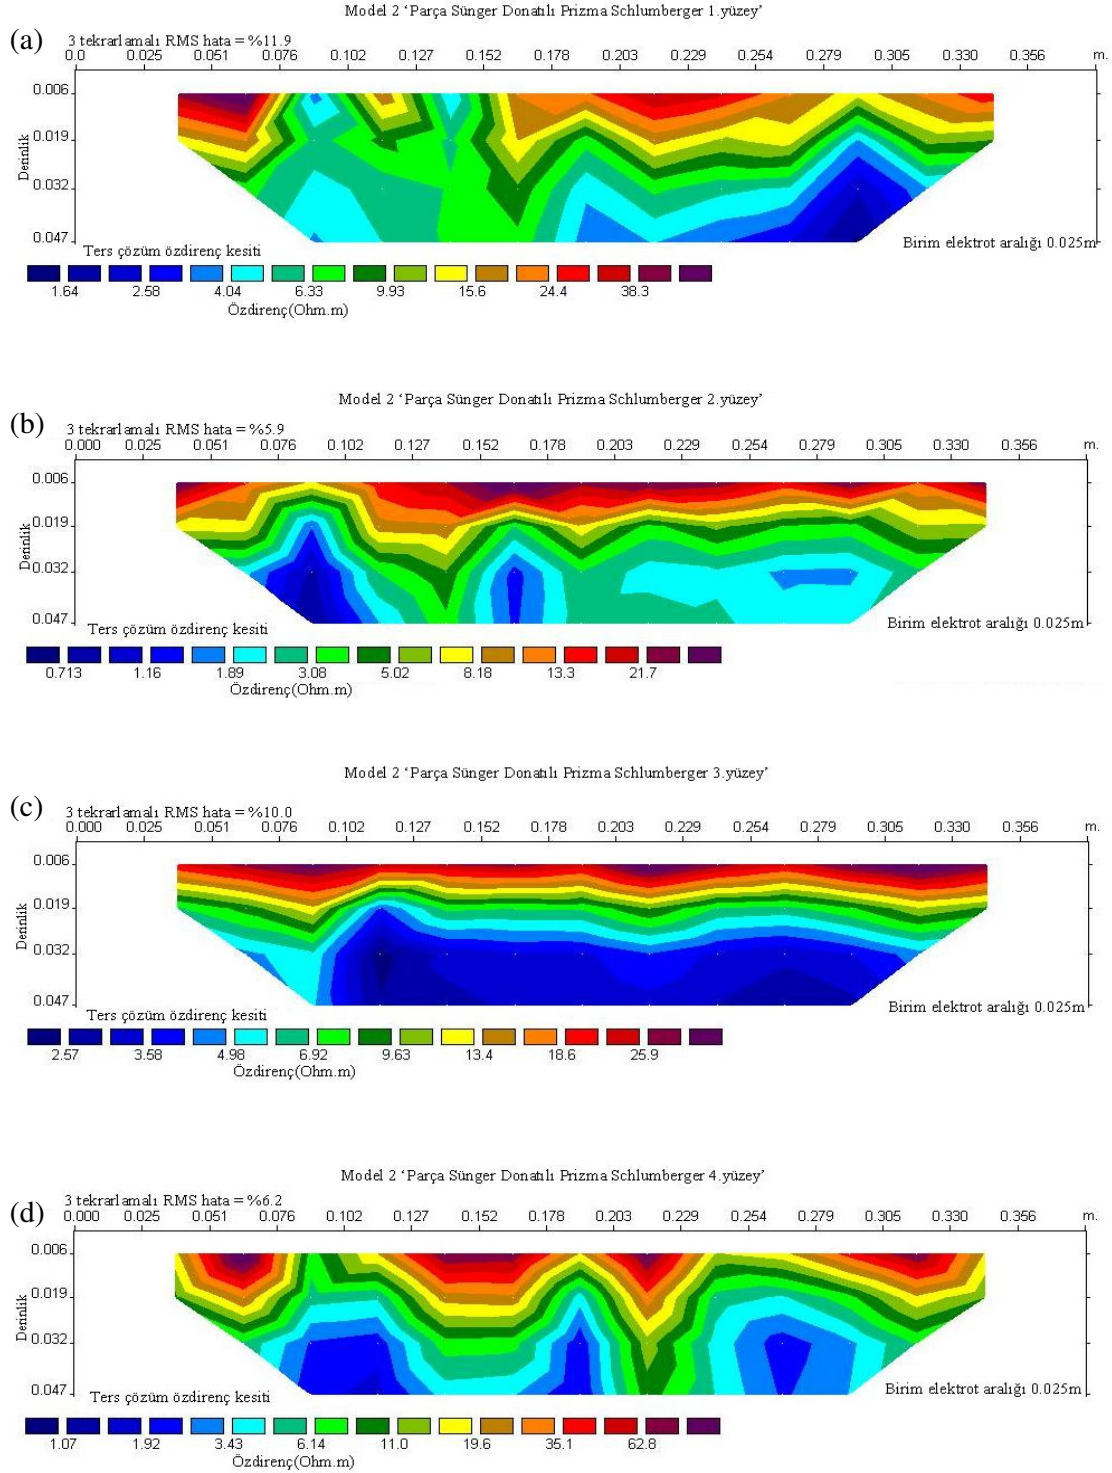 Model 2 ‘Parça Sünger Donatılı Prizma Schlumberger 1.yüzey’
(a)
3 tekrarlamalı RMS hata = %11.9
0.0 0.025 0.051 0.076 0.102 0.127 0.152 0.178 0.203 0.229 0.254 0.279 0.305 0.330 0.356 m.
0.006
0.019
0.032
0.047
Derinlik
Ters çözüm özdirenç kesiti
Birim elektrot aralığı 0.025m
1.64 2.58 4.04 6.33 9.93 15.6 24.4 38.3
Özdirenç(Ohm.m)
Model 2 ‘Parça Sünger Donatılı Prizma Schlumberger 2.yüzey’
(b)
3 tekrarlamalı RMS hata = %5.9
0.000 0.025 0.051 0.076 0.102 0.127 0.152 0.178 0.203 0.229 0.254 0.279 0.305 0.330 0.356 m.
0.006
0.019
0.032
0.047
Derinlik
Ters çözüm özdirenç kesiti
Birim elektrot aralığı 0.025m
0.713 1.16 1.89 3.08 5.02 8.18 13.3 21.7
Özdirenç(Ohm.m)
Model 2 ‘Parça Sünger Donatılı Prizma Schlumberger 3.yüzey’
(c)
3 tekrarlamalı RMS hata = %10.0
0.000 0.025 0.051 0.076 0.102 0.127 0.152 0.178 0.203 0.229 0.254 0.279 0.305 0.330 0.356 m.
0.006
0.019
0.032
0.047
Derinlik
Ters çözüm özdirenç kesiti
Birim elektrot aralığı 0.025m
2.57 3.58 4.98 6.92 9.63 13.4 18.6 25.9
Özdirenç(Ohm.m)
Model 2 ‘Parça Sünger Donatılı Prizma Schlumberger 4.yüzey’
(d)
3 tekrarlamalı RMS hata = %6.2
0.000 0.025 0.051 0.076 0.102 0.127 0.152 0.178 0.203 0.229 0.254 0.279 0.305 0.330 0.356 m.
0.006
0.019
0.032
0.047
Derinlik
Ters çözüm özdirenç kesiti
Birim elektrot aralığı 0.025m
1.07 1.92 3.43 6.14 11.0 19.6 35.1 62.8
Özdirenç(Ohm.m)